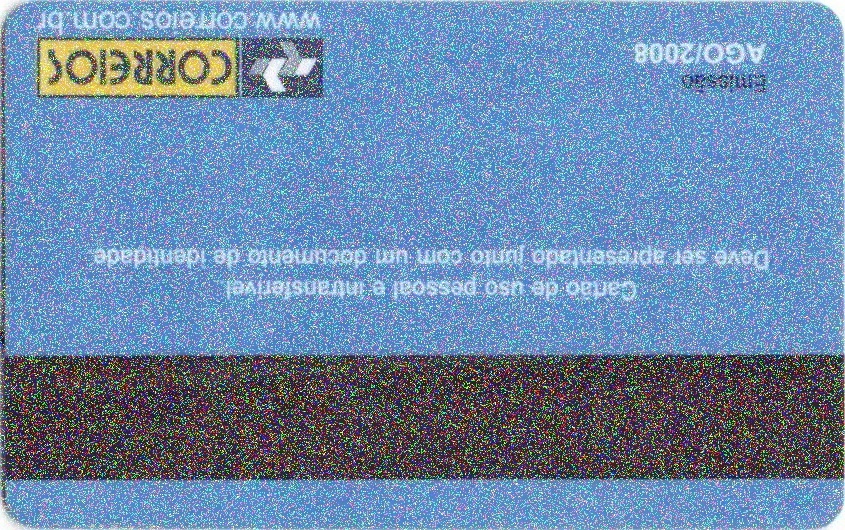 Cartão de uso pessoal e intransferível
Deve ser apresentado junto com um documento de identidade
Emissão
AGO/2008
CORREIOS
www.correios.com.br